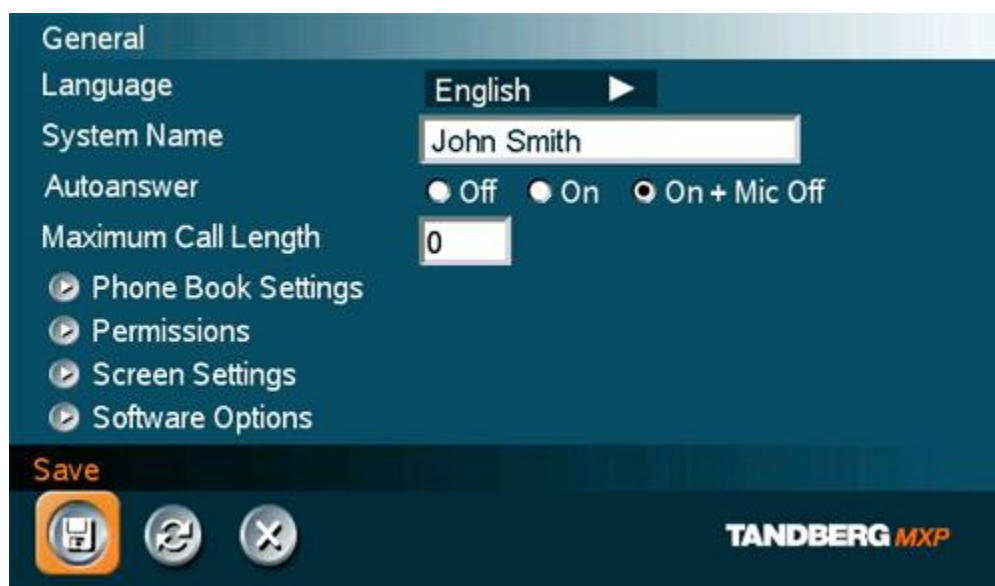 General
Language English
System Name John Smith
Autoanswer Off On On + Mic Off
Maximum Call Length 0
Phone Book Settings
Permissions
Screen Settings
Software Options
Save
TANDBERG MXP